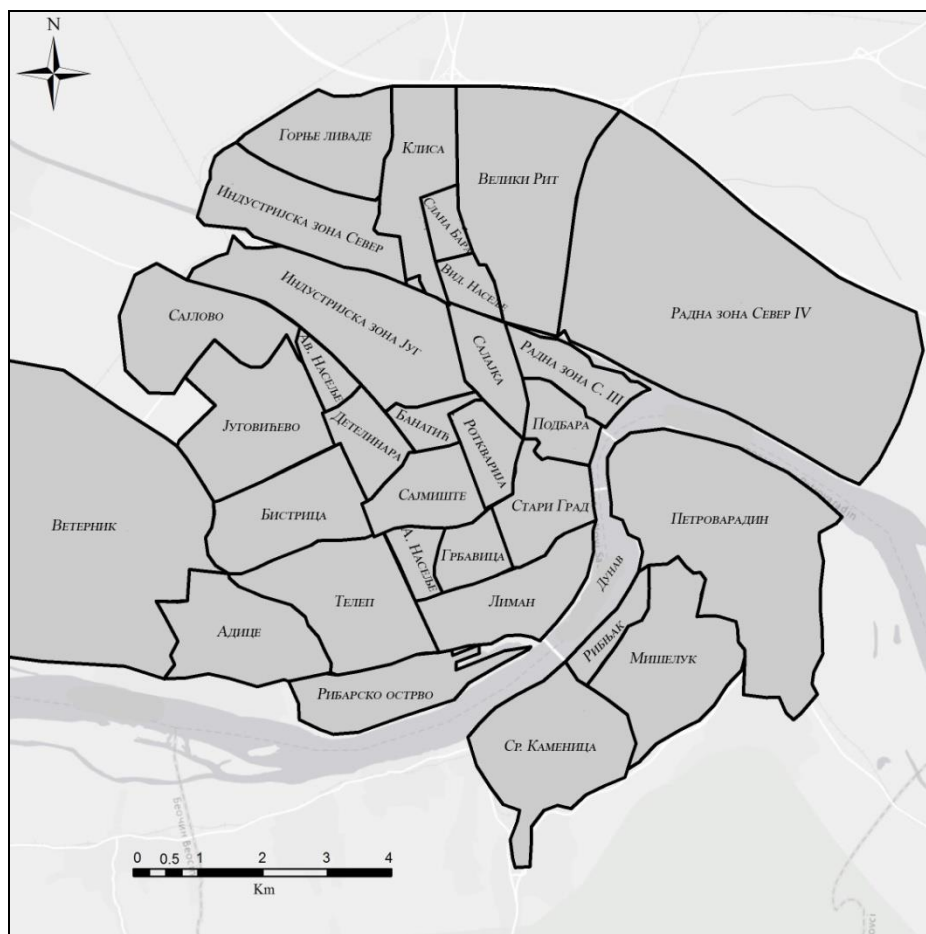 N
Горње ливаде
Клиса
Велики Рит
Индустријска зона Север
Слана Бара
Вид. Насеље
Радна зона Север IV
Сајлово
Индустријска зона Југ
Салајка
Радна зона С. III
Ав. Насеље
Детелинара
Банатић
Роткварија
Подбара
Југовићево
Сајмиште
Стари Град
Ветерник
Бистрица
Петроварадин
А. Насеље
Грбавица
Дунав
Телеп
Лиман
Адице
Рибњак
Мишелук
Рибарско острво
Ср. Каменица
0 0.5 1 2 3 4
Km